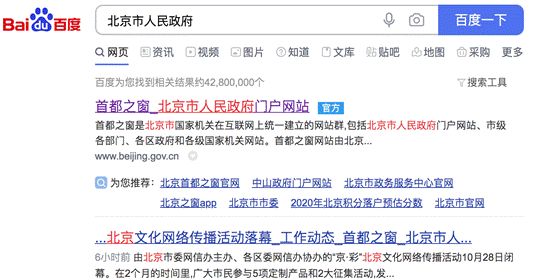 Bai du 百度 北京市人民政府 百度一下
网页 资讯 视频 图片 知道 文库 贴吧 地图 采购 更多
百度为您找到相关结果约42,800,000个 搜索工具
首都之窗_北京市人民政府门户网站 官方
首都之窗是北京市国家机关在互联网上统一建立的网站群,包括北京市人民政府门户网站、市级
各部门、各区政府和各级国家机关网站。首都之窗网站由北京...
www.beijing.gov.cn
为您推荐: 北京首都之窗官网 中山政府门户网站 北京市政务服务中心官网
北京之窗app 北京市市委 2020年北京积分落户预估分数 北京市官网
...北京文化网络传播活动落幕_工作动态_首都之窗_北京市人...
6小时前 由北京市委网信办主办、各区委网信办协办的“京·彩”北京文化网络传播活动10月28日闭
幕。在2个月的时间里,广大市民参与5项定制产品和2大征集活动,发...